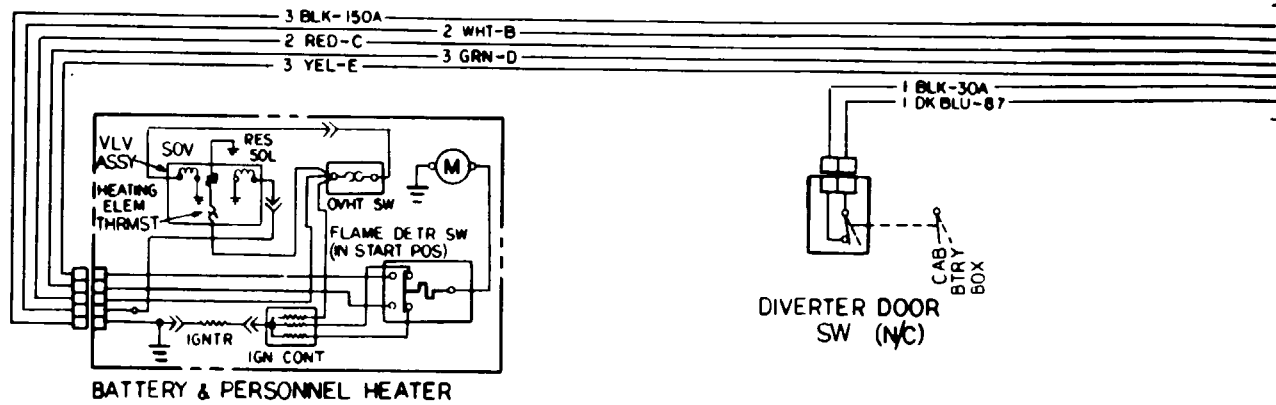 3 BLK-150A
2 WHT-B
2 RED-C
3 GRN-D
3 YEL-E
1 BLK-30A
1 DK BLU-87
VLV
ASSY
SOV
RES
SOL
HEATING
ELEM
THRMST
OVHT SW
M
FLAME DETR SW
(IN START POS)
IGNTR
IGN CONT
BATTERY & PERSONNEL HEATER
CAB
BTRY
BOX
DIVERTER DOOR
SW (N/C)